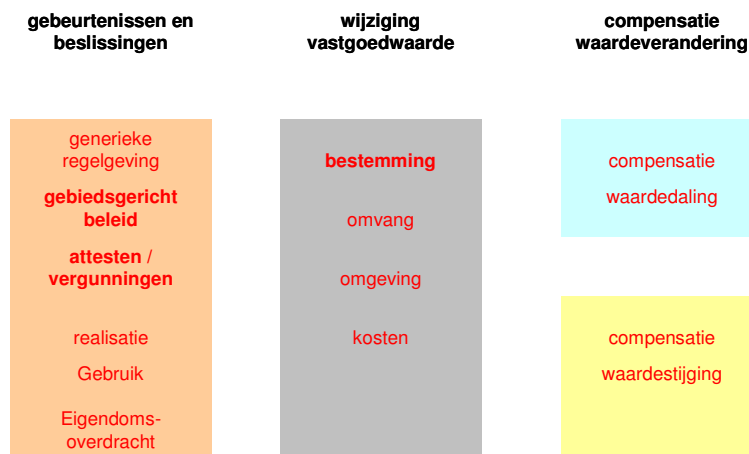 gebeurtenissen en
beslissingen
wijziging
vastgoedwaarde
compensatie
waardeverandering
generieke
regelgeving
gebiedsgericht
beleid
attesten /
vergunningen
realisatie
Gebruik
Eigendoms-
overdracht
bestemming
omvang
omgeving
kosten
compensatie
waardedaling
compensatie
waardestijging